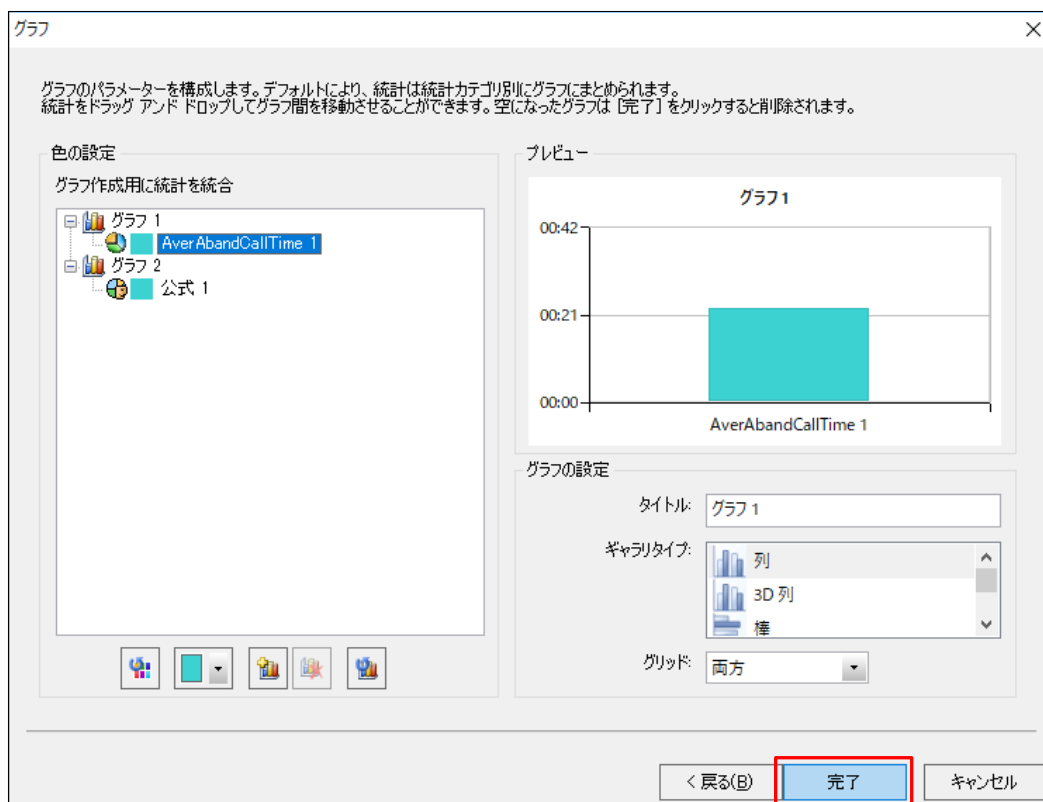 グラフ
グラフのパラメーターを構成します。デフォルトにより、統計は統計カテゴリ別にグラフにまとめられます。
統計をドラッグ アンド ドロップしてグラフ間を移動させることができます。空になったグラフは [完了] をクリックすると削除されます。
色の設定
グラフ作成用に統計を統合
グラフ 1
AverAbandCallTime 1
グラフ 2
公式 1
プレビュー
グラフ1
00:42
00:21
00:00
AverAbandCallTime 1
グラフの設定
タイトル:
グラフ 1
ギャラリタイプ:
列
3D 列
棒
グリッド:
両方
< 戻る(B)
完了
キャンセル